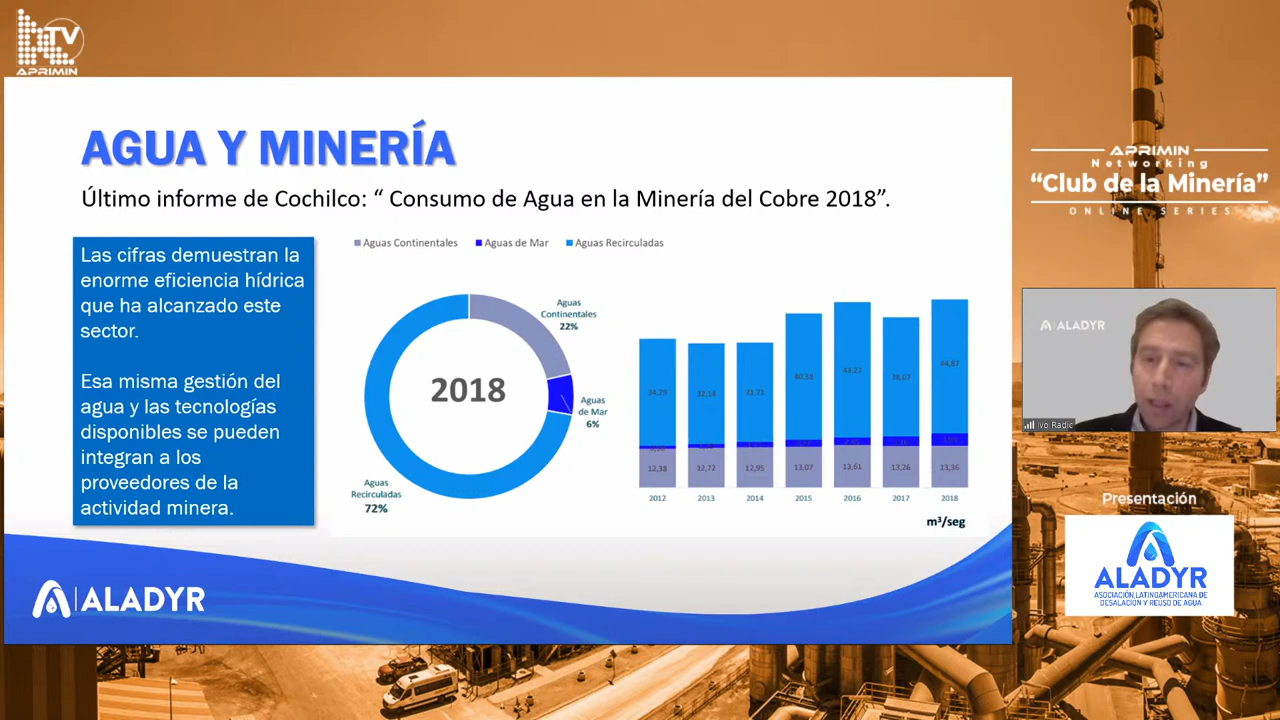 TV
APRIMIN
AGUA Y MINERÍA
Último informe de Cochilco: “ Consumo de Agua en la Minería del Cobre 2018”.
Las cifras demuestran la
enorme eficiencia hídrica
que ha alcanzado este
sector.
Esa misma gestión del
agua y las tecnologías
disponibles se pueden
integran a los
proveedores de la
actividad minera.
Aguas Continentales Aguas de Mar Aguas Recirculadas
Aguas
Continentales
22%
2018
Aguas
de Mar
6%
Aguas
Recirculadas
72%
34,29 32,14 31,71 40,33 43,27 38,07 44,87
12,38 12,72 12,95 13,07 13,61 13,26 13,36
2012 2013 2014 2015 2016 2017 2018
m³/seg
ALADYR
APRIMIN
Networking
“Club de la Minería”
ONLINE SERIES
ALADYR
Ivo Radic
Presentación
ALADYR
ASOCIACIÓN LATINOAMERICANA DE
DESALACIÓN Y REUSO DE AGUA